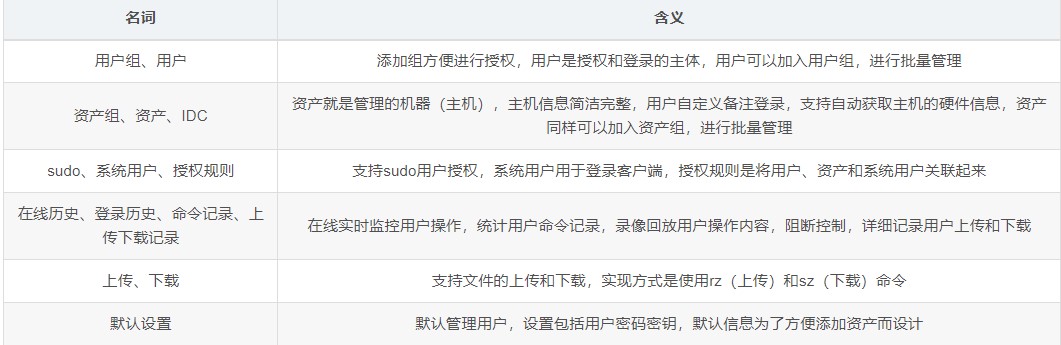 名词
含义
用户组、用户
添加组方便进行授权，用户是授权和登录的主体，用户可以加入用户组，进行批量管理
资产组、资产、IDC
资产就是管理的机器（主机），主机信息简洁完整，用户自定义备注登录，支持自动获取主机的硬件信息，资产
同样可以加入资产组，进行批量管理
sudo、系统用户、授权规则
支持sudo用户授权，系统用户用于登录客户端，授权规则是将用户、资产和系统用户关联起来
在线历史、登录历史、命令记录、上
传下载记录
在线实时监控用户操作，统计用户命令记录，录像回放用户操作内容，阻断控制，详细记录用户上传和下载
上传、下载
支持文件的上传和下载，实现方式是使用rz（上传）和sz（下载）命令
默认设置
默认管理用户，设置包括用户密码密钥，默认信息为了方便添加资产而设计